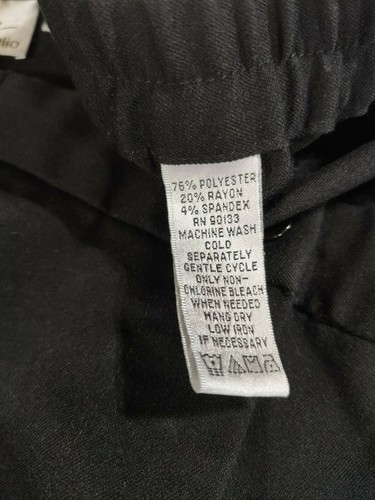 76% POLYESTER
20% RAYON
4% SPANDEX
RN 90133
MACHINE WASH
COLD
SEPARATELY
GENTLE CYCLE
ONLY NON-
CHLORINE BLEACH
WHEN NEEDED
HANG DRY
LOW IRON
IF NECESSARY